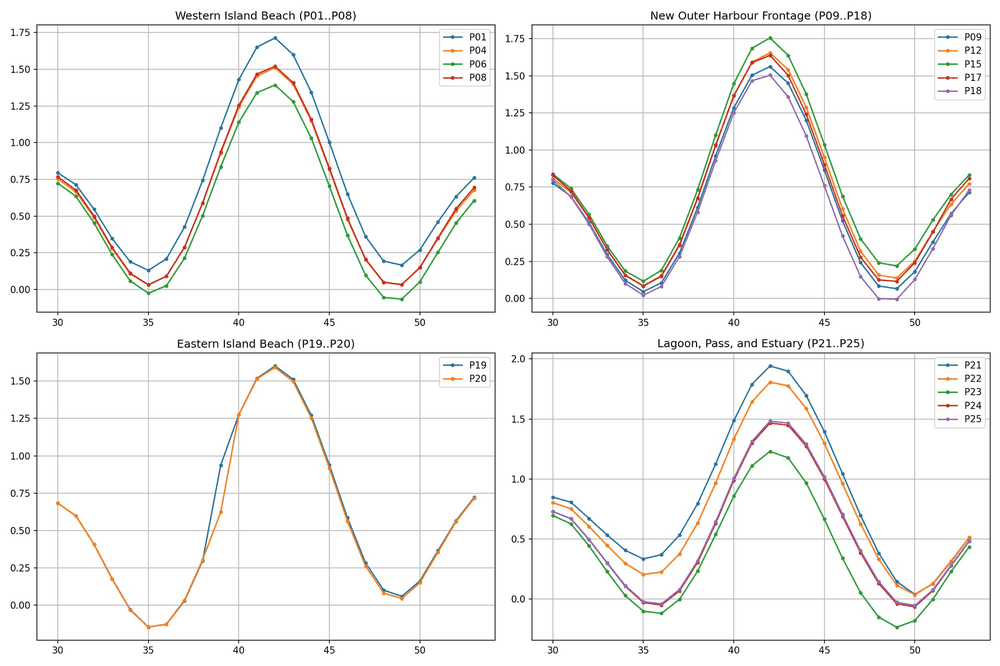 Western Island Beach (P01..P08)
1.75
1.50
1.25
1.00
0.75
0.50
0.25
0.00
30 35 40 45 50
P01
P04
P06
P08
New Outer Harbour Frontage (P09..P18)
1.75
1.50
1.25
1.00
0.75
0.50
0.25
0.00
30 35 40 45 50
P09
P12
P15
P17
P18
Eastern Island Beach (P19..P20)
1.50
1.25
1.00
0.75
0.50
0.25
0.00
30 35 40 45 50
P19
P20
Lagoon, Pass, and Estuary (P21..P25)
2.0
1.5
1.0
0.5
0.0
30 35 40 45 50
P21
P22
P23
P24
P25